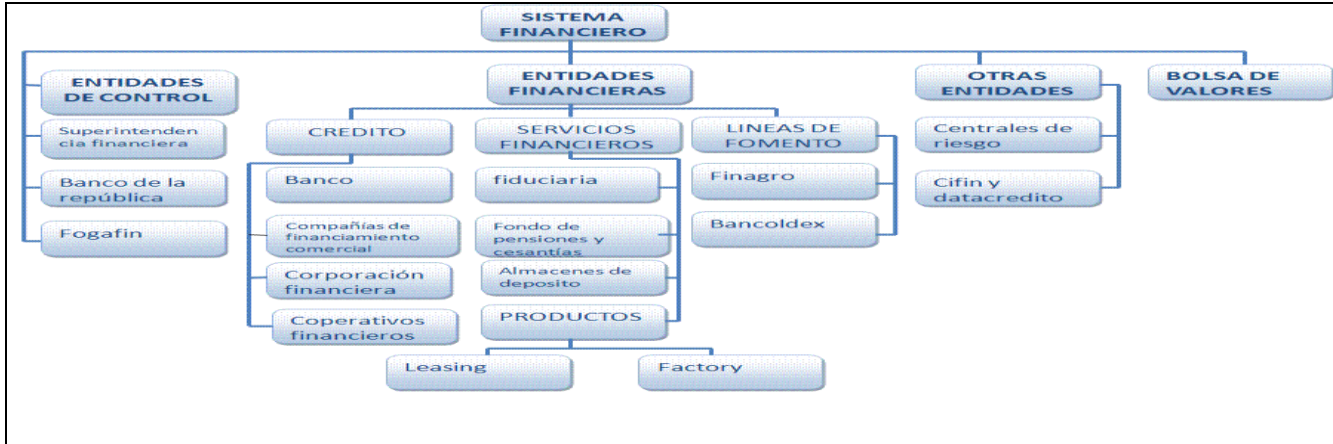 SISTEMA
FINANCIERO
ENTIDADES
DE CONTROL
Superintenden
cia financiera
Banco de la
república
Fogafin
ENTIDADES
FINANCIERAS
CREDITO
Banco
Compañías de
financiamiento
comercial
Corporación
financiera
Coperativos
financieros
SERVICIOS
FINANCIEROS
fiduciaria
Fondo de
pensiones y
cesantías
Almacenes de
deposito
PRODUCTOS
Leasing
Factory
LINEAS DE
FOMENTO
Finagro
Bancoldex
OTRAS
ENTIDADES
Centrales de
riesgo
Cifin y
datacredito
BOLSA DE
VALORES